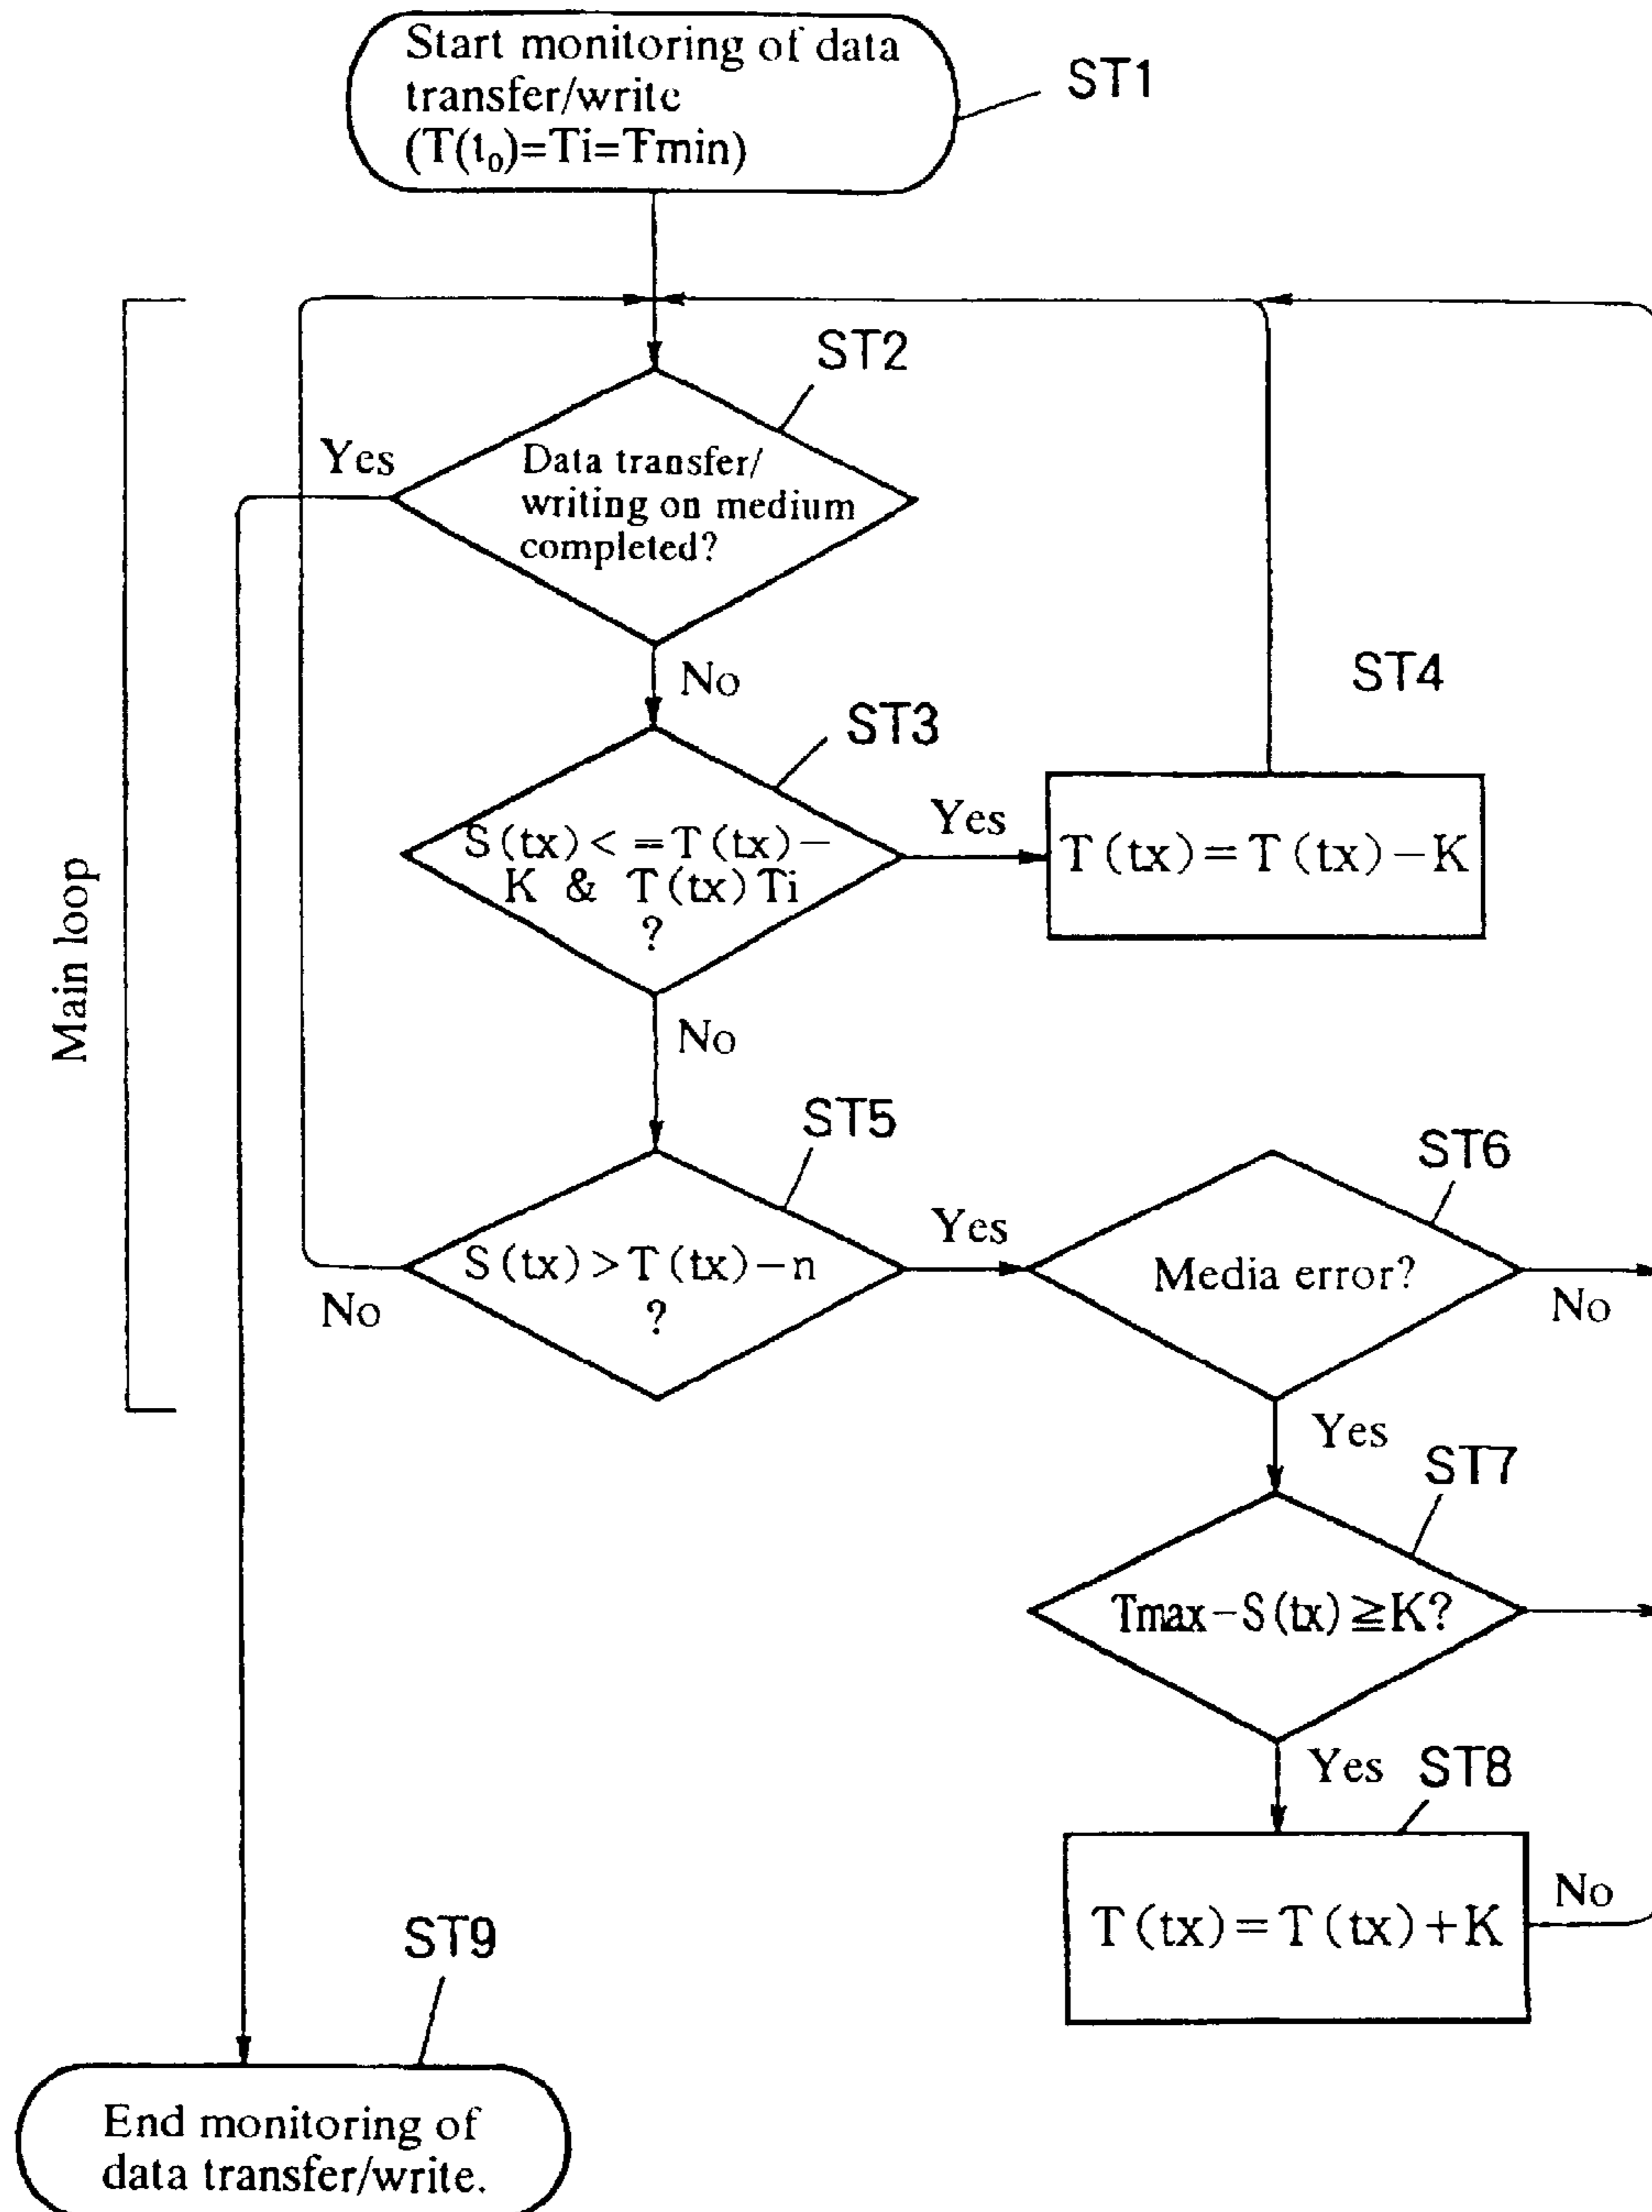 Start monitoring of data
transfer/write
(T(t₀)=Ti=Tmin)
ST1
ST2
Yes
Data transfer/
writing on medium
completed?
No
ST4
ST3
S(tx)< =T(tx)−
K & T(tx)Ti
?
Yes
T(tx)=T(tx)−K
Main loop
No
ST5
ST6
S(tx)>T(tx)−n
?
Yes
No
Media error?
No
Yes
ST7
Tmax−S(tx)≧K?
Yes
ST8
T(tx)=T(tx)+K
No
ST9
End monitoring of
data transfer/write.